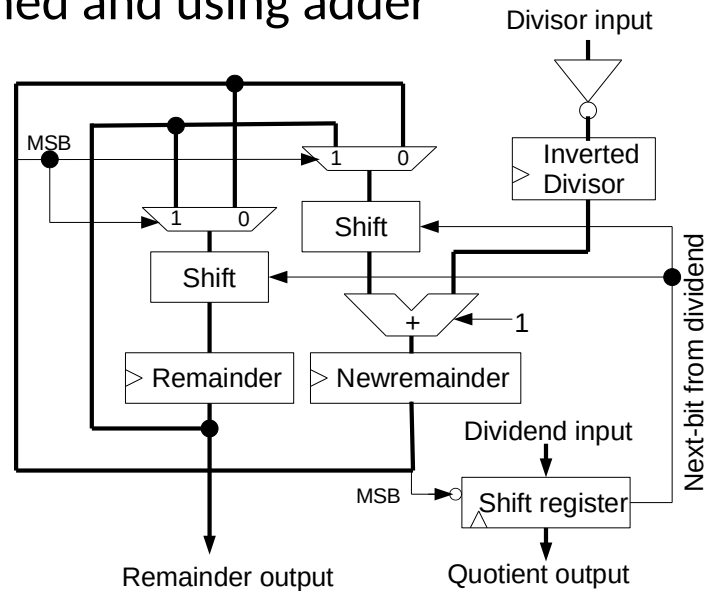 ned and using adder
Divisor input
MSB
1 0
Inverted
Divisor
1 0
Shift
Shift
+
1
Remainder
Newremainder
Next-bit from dividend
Dividend input
MSB
Shift register
Remainder output
Quotient output